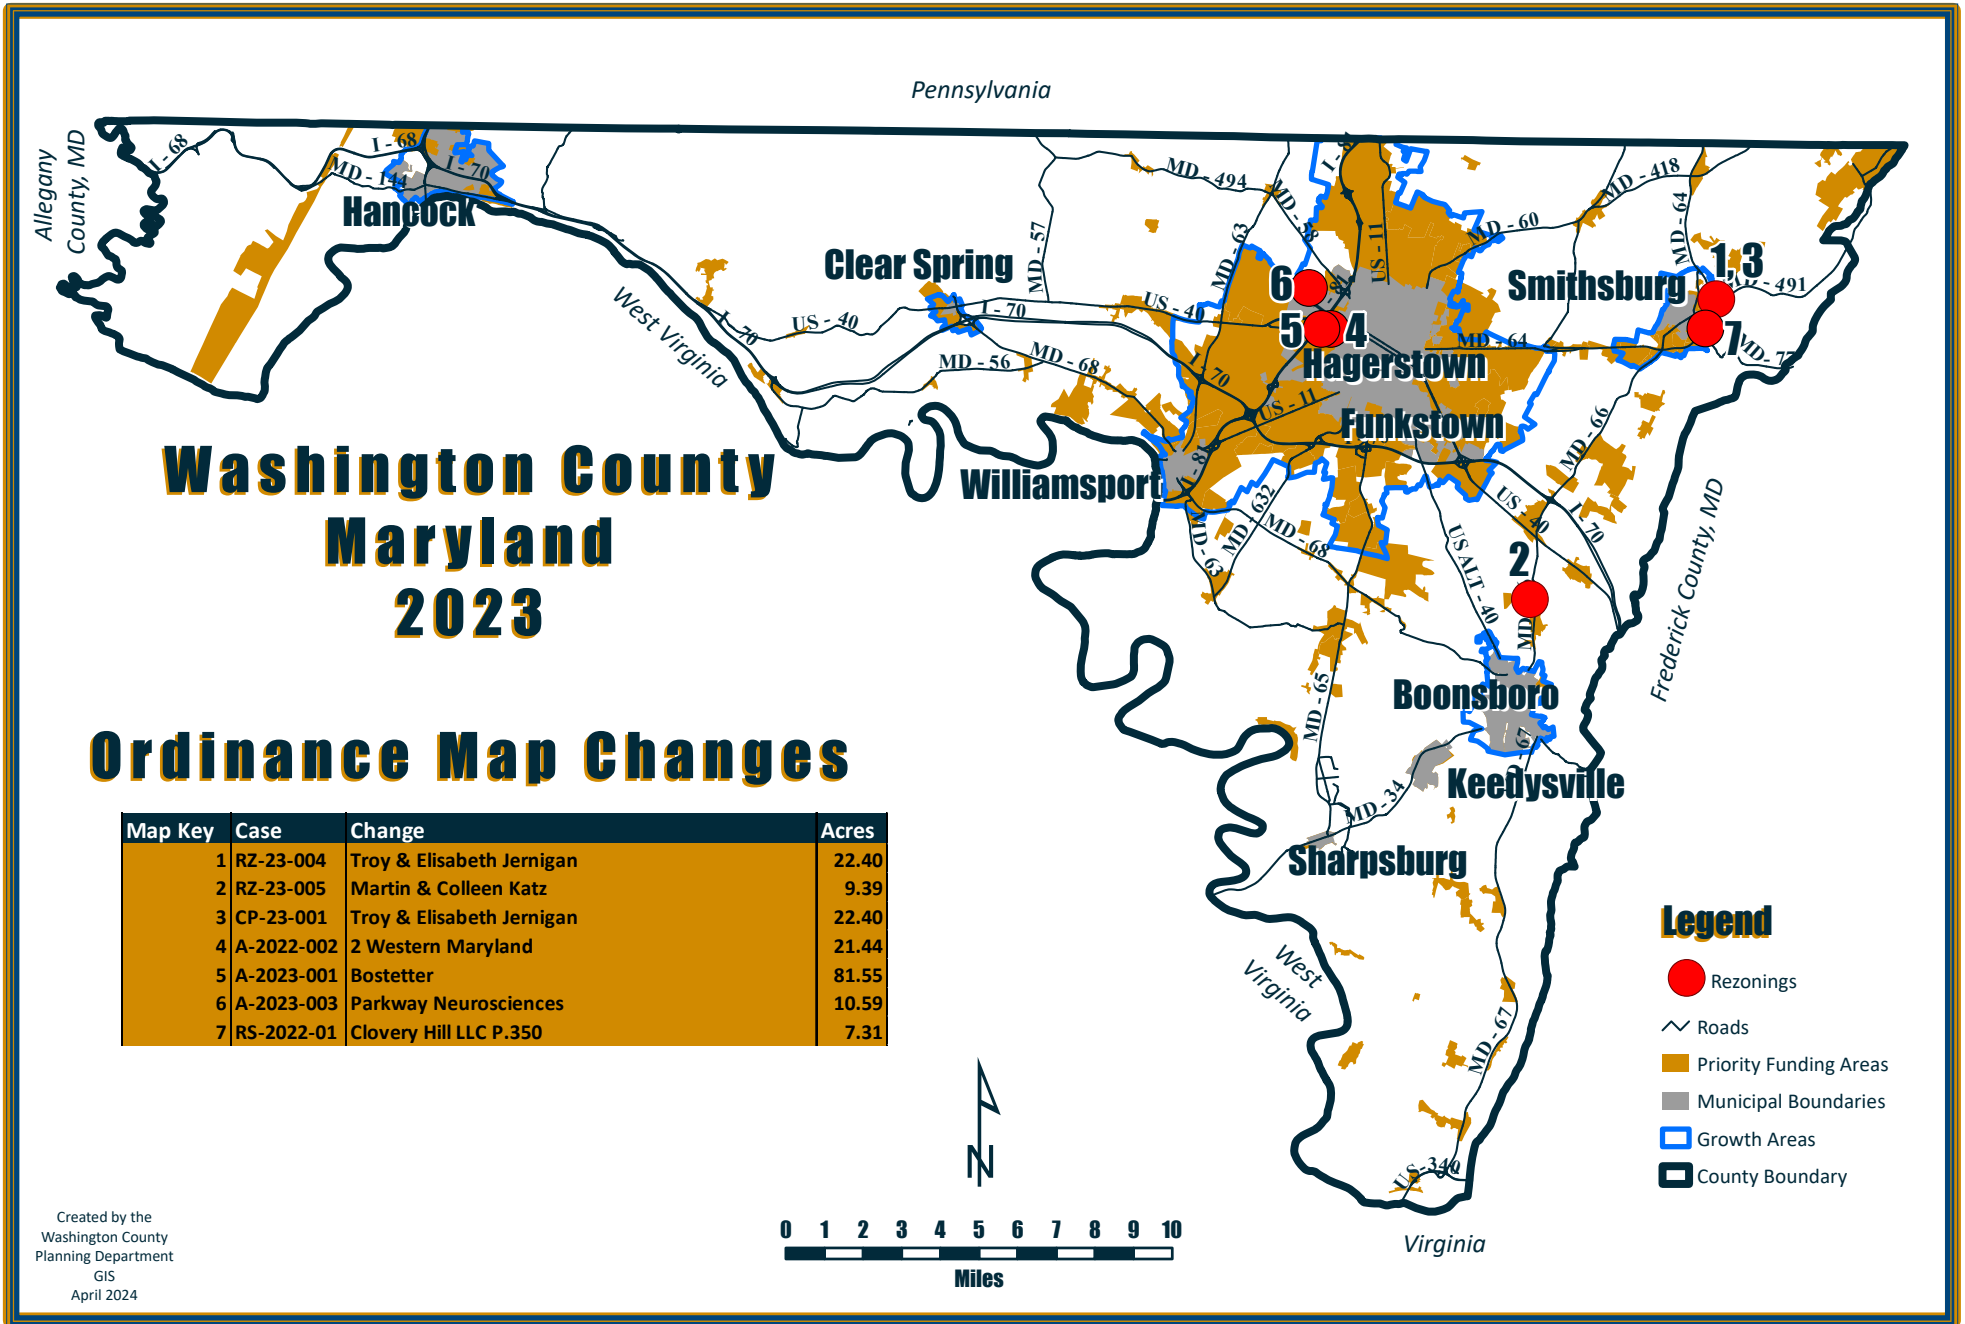 Pennsylvania
Allegany
County, MD
I - 68
I - 68
MD - 144
I - 70
Hancock
West Virginia
I - 70
US - 40
Clear Spring
I - 70
MD - 57
MD - 494
MD - 58
MD - 63
I - 81
US - 11
MD - 60
MD - 418
MD - 64
US - 40
MD - 56
MD - 68
I - 70
US - 11
6
5
4
Hagerstown
MD - 64
Smithsburg
1, 3
MD - 491
7
MD - 77
Funkstown
MD - 66
Williamsport
I - 81
MD - 632
MD - 68
MD - 63
US - 40
I - 70
US ALT - 40
2
MD
Frederick County, MD
Boonsboro
MD - 65
67
Keedysville
MD - 34
Sharpsburg
West
Virginia
MD - 67
US - 340
Virginia
Washington County
Maryland
2023
Ordinance Map Changes
Map Key Case Change Acres
1 RZ-23-004 Troy & Elisabeth Jernigan 22.40
2 RZ-23-005 Martin & Colleen Katz 9.39
3 CP-23-001 Troy & Elisabeth Jernigan 22.40
4 A-2022-002 2 Western Maryland 21.44
5 A-2023-001 Bostetter 81.55
6 A-2023-003 Parkway Neurosciences 10.59
7 RS-2022-01 Clovery Hill LLC P.350 7.31
Legend
Rezonings
Roads
Priority Funding Areas
Municipal Boundaries
Growth Areas
County Boundary
N
0 1 2 3 4 5 6 7 8 9 10
Miles
Created by the
Washington County
Planning Department
GIS
April 2024